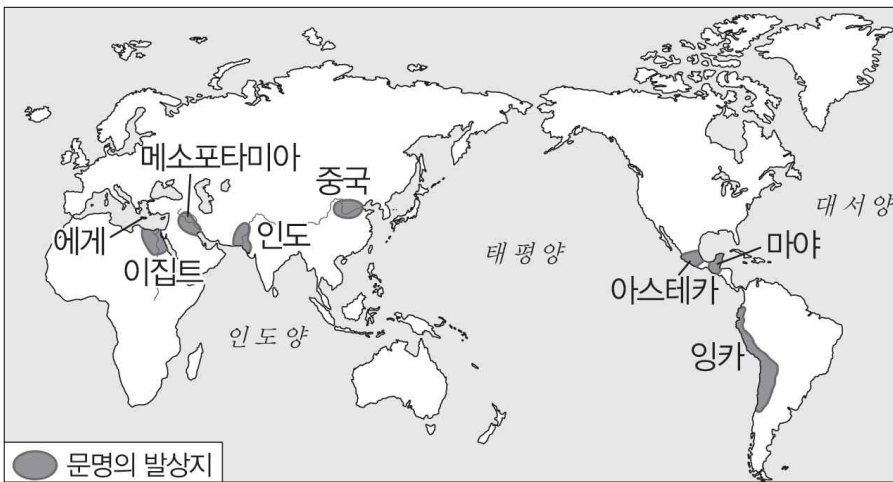 메소포타미아
중국
대서양
에게
인도
마야
태평양
이집트
아스테카
인도양
잉카
문명의 발상지